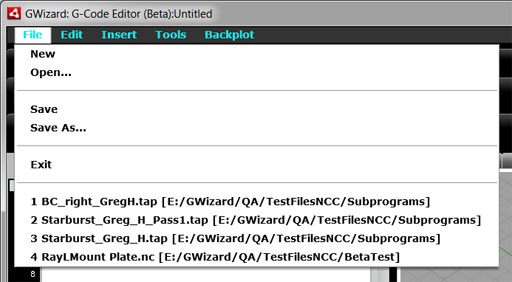 GWizard: G-Code Editor (Beta):Untitled
File Edit Insert Tools Backplot
New
Open...
Save
Save As...
Exit
1 BC_right_GregH.tap [E:/GWizard/QA/TestFilesNCC/Subprograms]
2 Starburst_Greg_H_Pass1.tap [E:/GWizard/QA/TestFilesNCC/Subprograms]
3 Starburst_Greg_H.tap [E:/GWizard/QA/TestFilesNCC/Subprograms]
4 RayLMount Plate.nc [E:/GWizard/QA/TestFilesNCC/BetaTest]
8